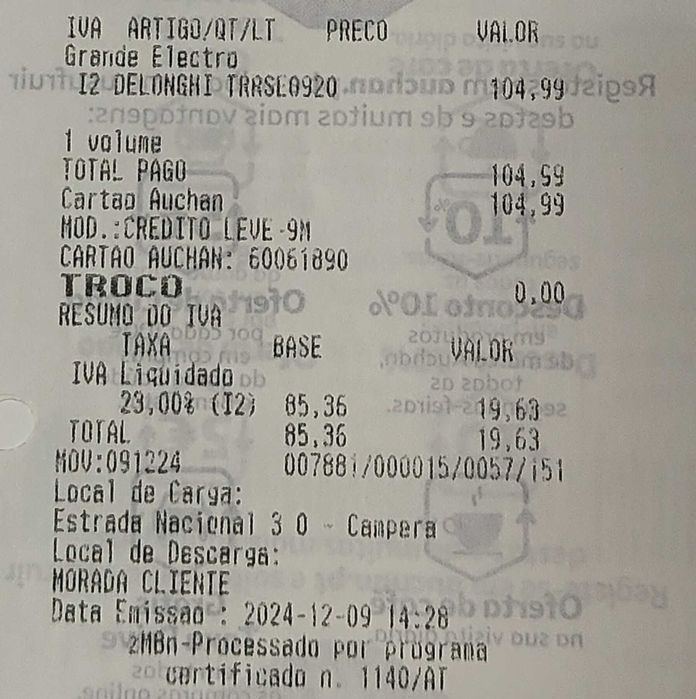 IVA ARTIGO/QT/LT PRECO VALOR
Grande Electro
I2 DELONGHI TRRSEA0920 104,99
1 volume
TOTAL PAGO 104,99
Cartao Auchan 104,99
MOD.:CREDITO LEVE-9M
CARTAO AUCHAN: 60061890
TROCO 0,00
RESUMO DO IVA
TAXA BASE VALOR
IVA Liquidado
23,00% (I2) 85,36 19,63
TOTAL 85,36 19,63
MOV:091224 007881/000015/0057/151
Local de Carga:
Estrada Nacional 3 0 - Campera
Local de Descarga:
MORADA CLIENTE
Data Emissao : 2024-12-09 14:28
zMBn-Processado por programa
certificado n. 1140/AT